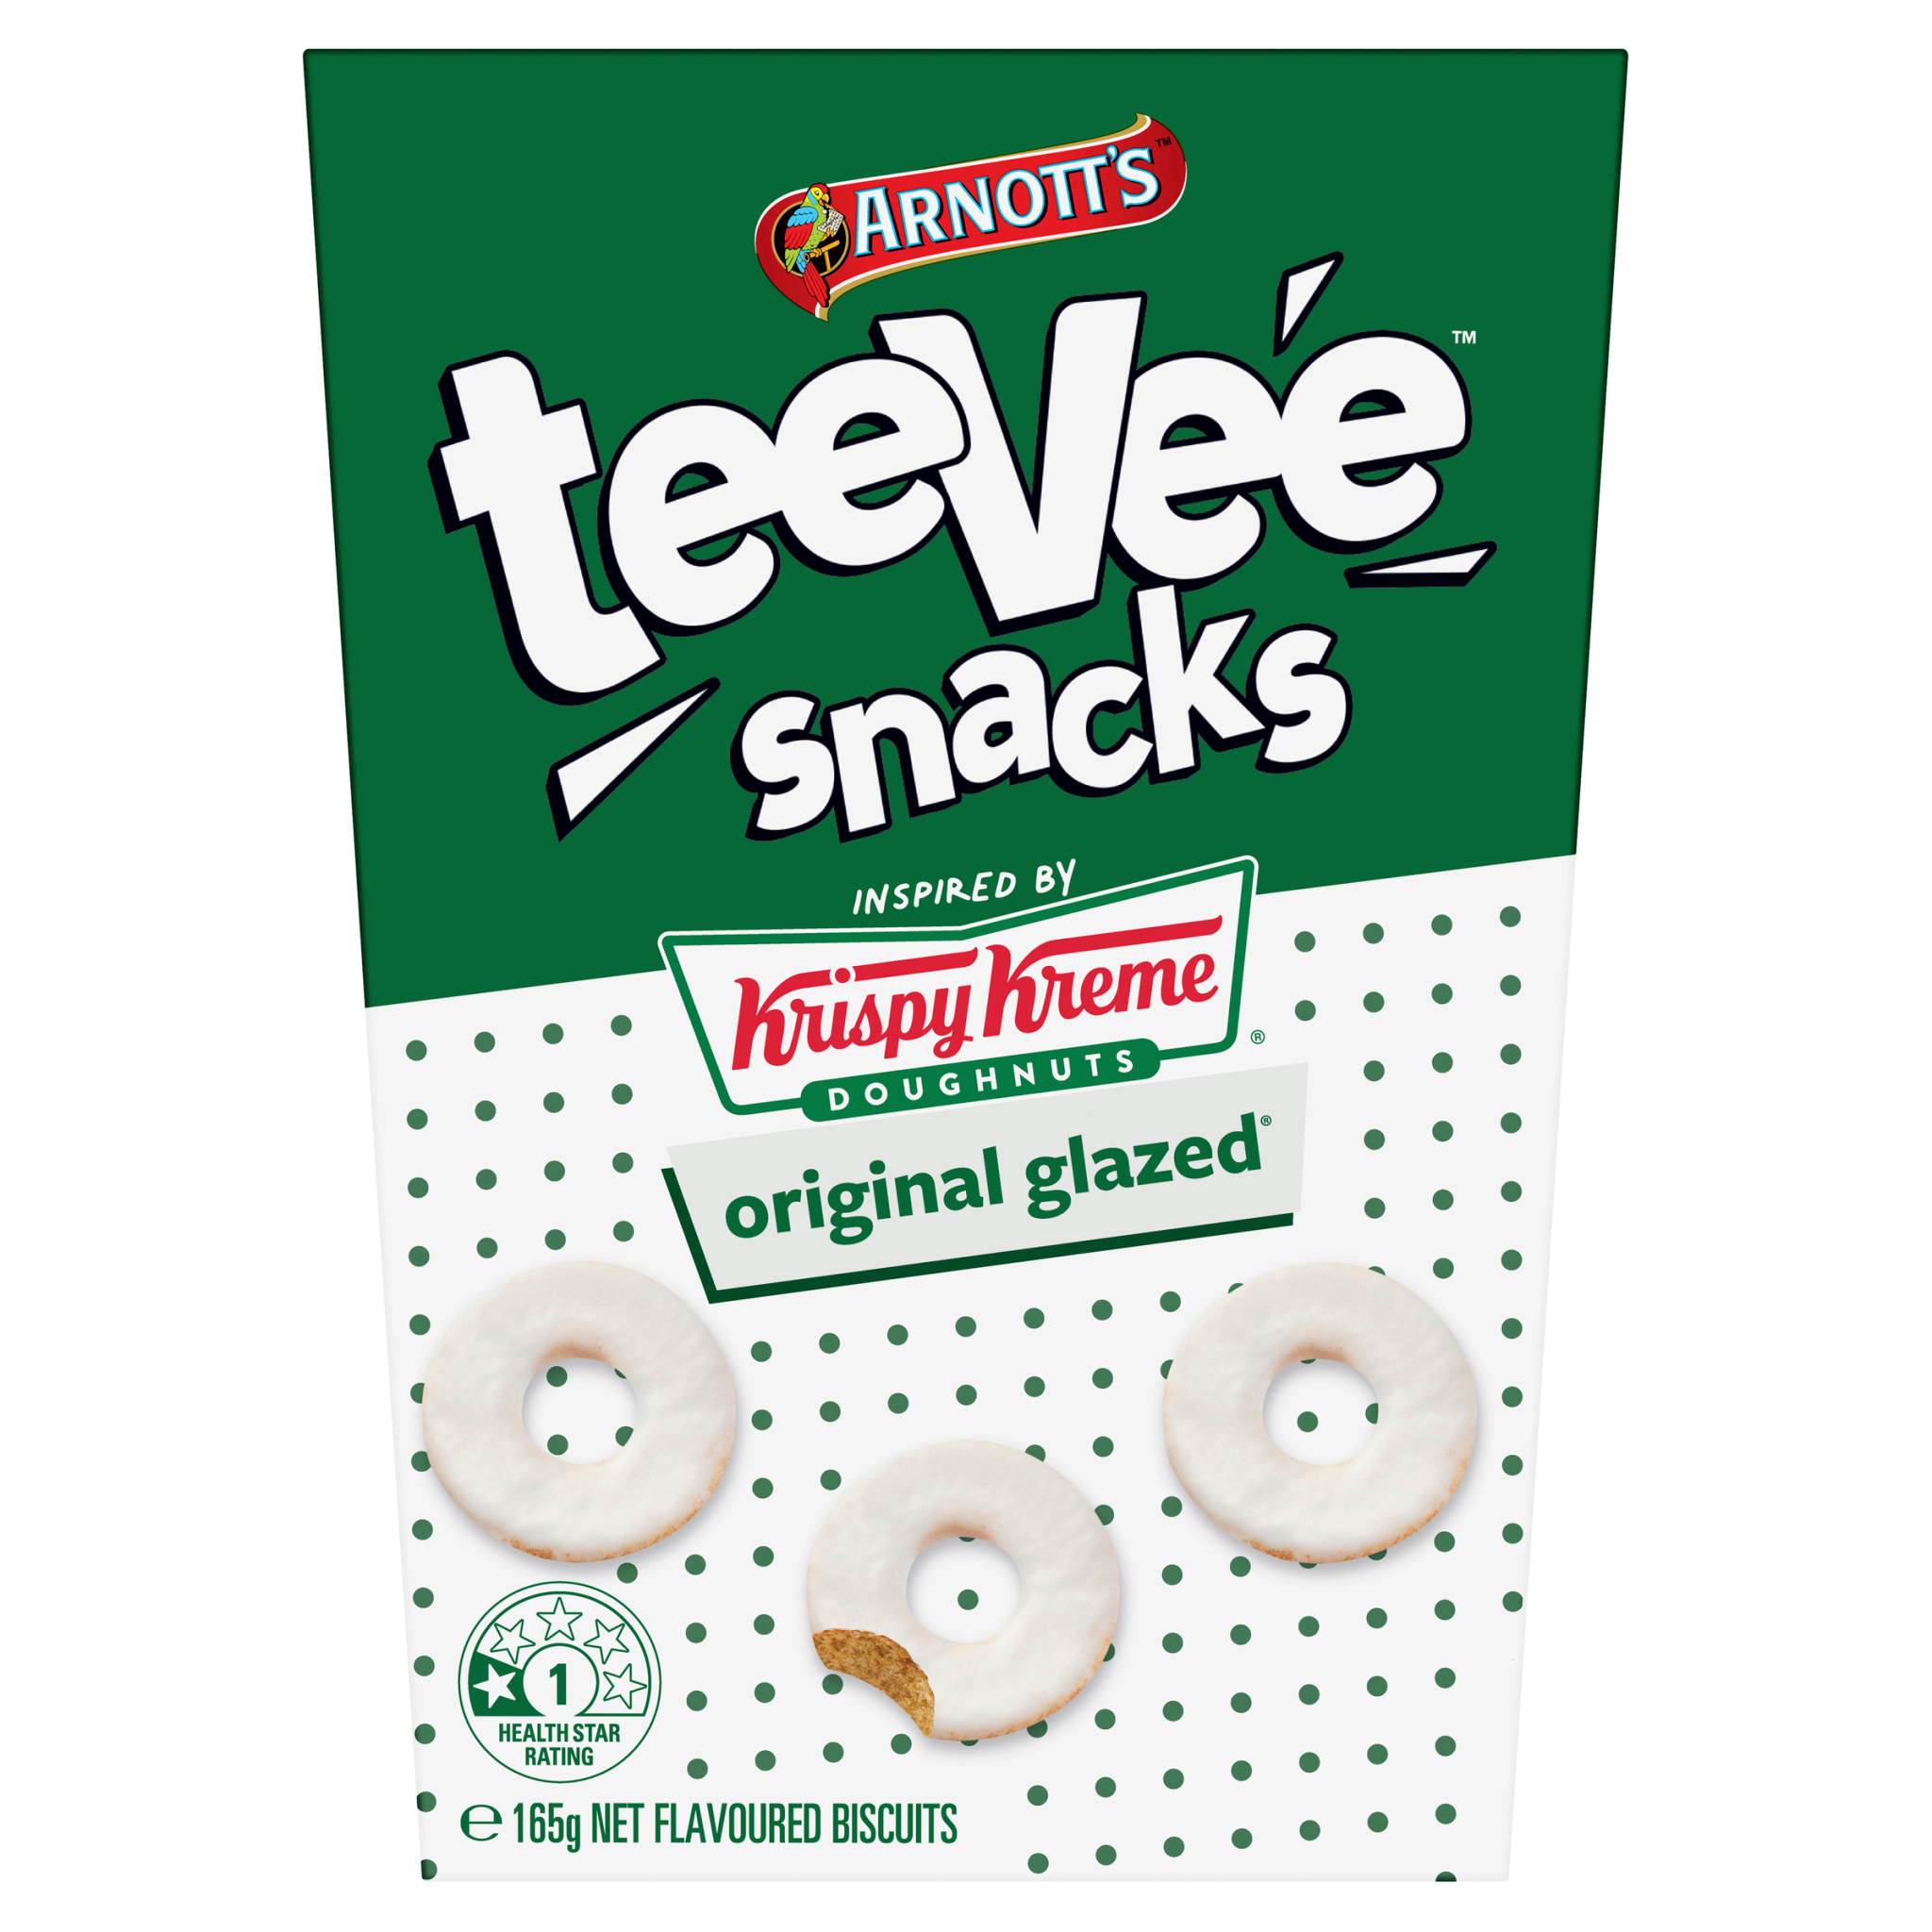 ARNOTT'S™
teeVee™
snacks
INSPIRED BY
Krispy Kreme
DOUGHNUTS®
original glazed®
1
HEALTH STAR
RATING
℮ 165g NET FLAVOURED BISCUITS